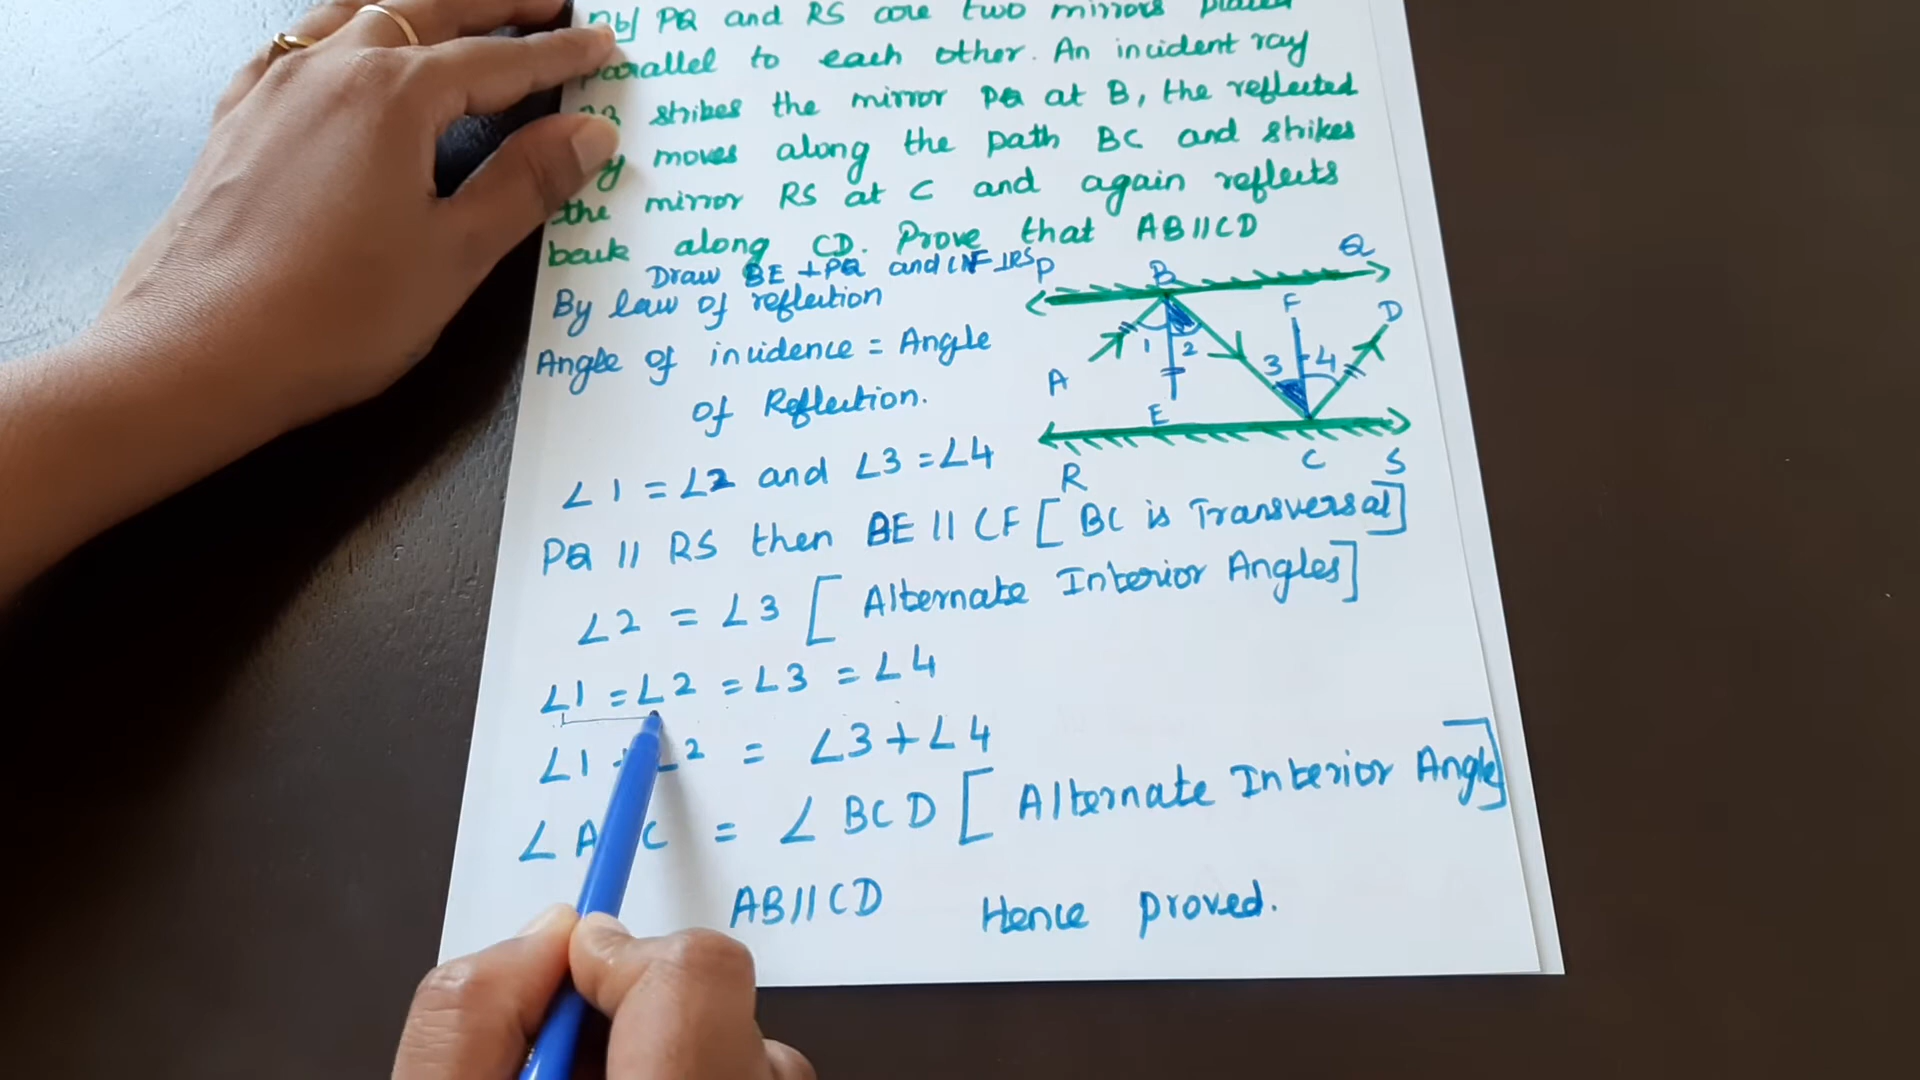 PQ and RS are two mirrors placed
parallel to each other. An incident ray
strikes the mirror PQ at B, the reflected
moves along the path BC and strikes
the mirror RS at C and again reflects
back along CD. Prove that AB||CD
Draw BE ⊥PQ and CF ⊥RS
By law of reflection
Angle of incidence = Angle
of Reflection.
∠1 = ∠2 and ∠3 = ∠4
PQ || RS then BE || CF [BC is Transversal]
∠2 = ∠3 [Alternate Interior Angles]
∠1 = ∠2 = ∠3 = ∠4
∠1 + ∠2 = ∠3 + ∠4
∠ A C = ∠ BCD [Alternate Interior Angle]
AB||CD Hence proved.
P B Q
F D
1 2 3 4
A
E
R C S